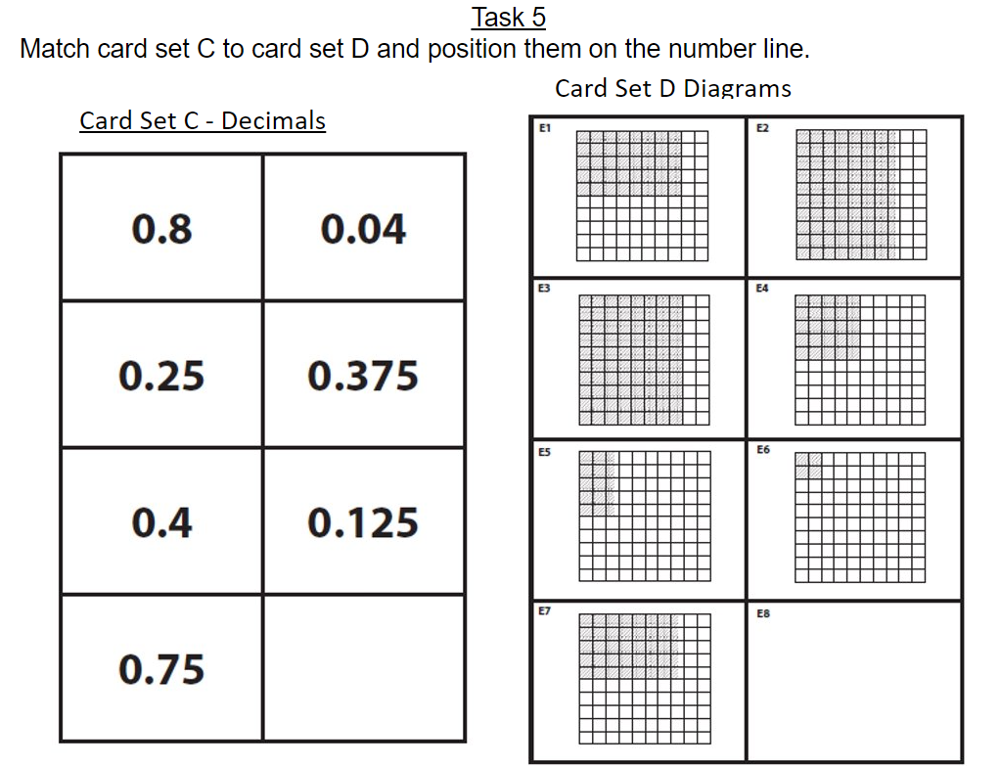 Task 5
Match card set C to card set D and position them on the number line.
Card Set D Diagrams
Card Set C - Decimals
0.8 0.04
0.25 0.375
0.4 0.125
0.75
E1 E2
E3 E4
E5 E6
E7 E8